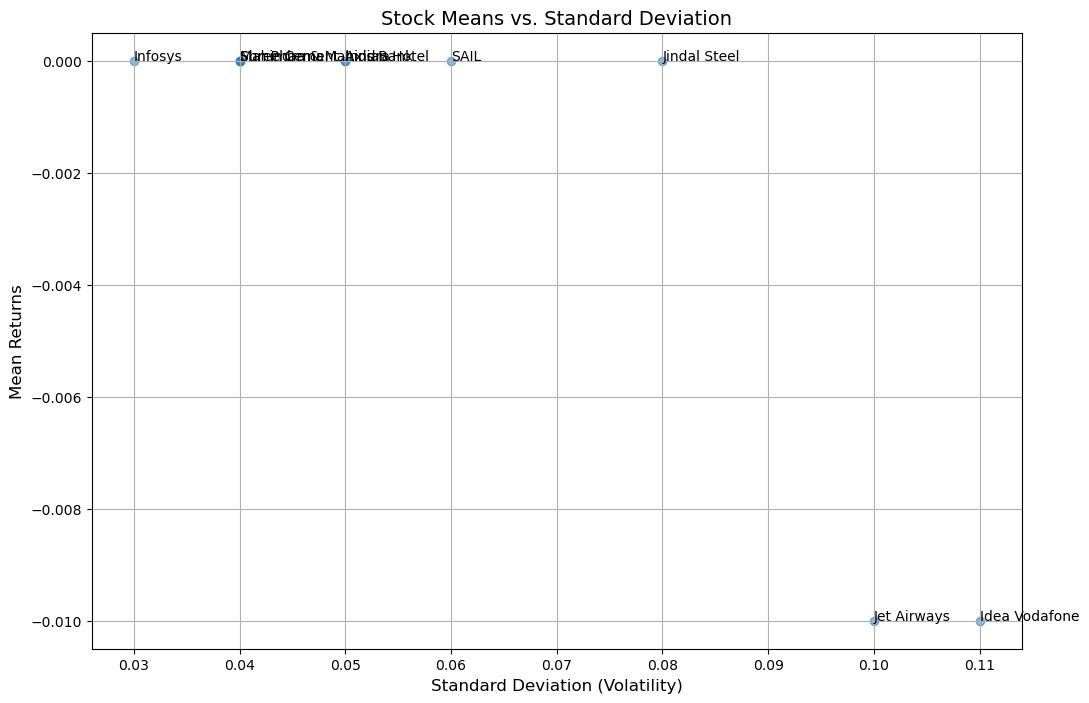 Stock Means vs. Standard Deviation
Mean Returns
0.000
−0.002
−0.004
−0.006
−0.008
−0.010
Infosys
SAIL
Jindal Steel
Jet Airways
Idea Vodafone
0.03 0.04 0.05 0.06 0.07 0.08 0.09 0.10 0.11
Standard Deviation (Volatility)